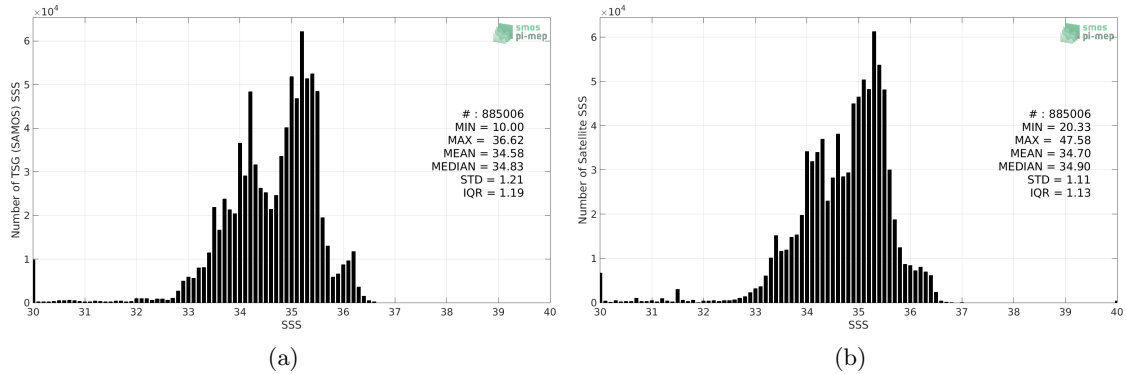 ×10⁴
6
5
4
3
2
1
0
Number of TSG (SAMOS) SSS
30 31 32 33 34 35 36 37 38 39 40
SSS
smos
pi-mep
# : 885006
MIN = 10.00
MAX = 36.62
MEAN = 34.58
MEDIAN = 34.83
STD = 1.21
IQR = 1.19
(a)
×10⁴
6
5
4
3
2
1
0
Number of Satellite SSS
30 31 32 33 34 35 36 37 38 39 40
SSS
smos
pi-mep
# : 885006
MIN = 20.33
MAX = 47.58
MEAN = 34.70
MEDIAN = 34.90
STD = 1.11
IQR = 1.13
(b)